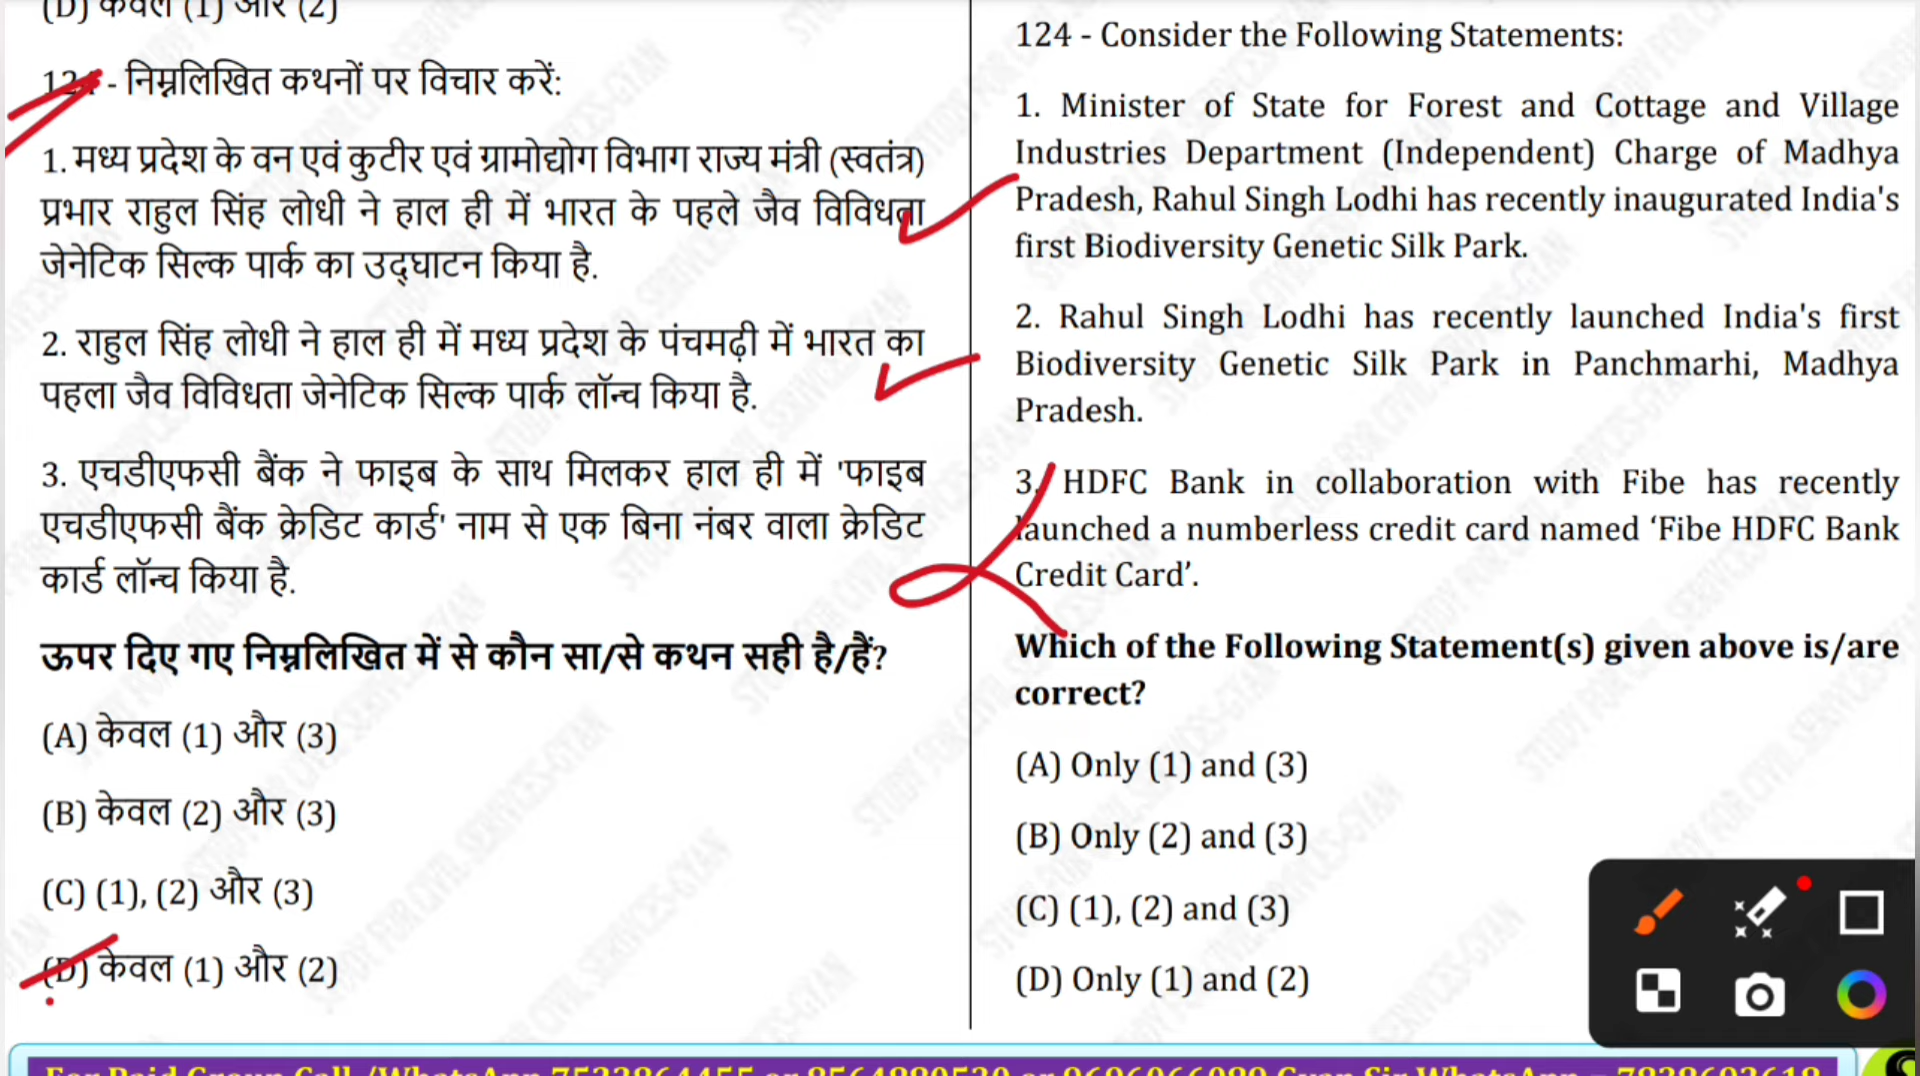 (D) केवल (1) और (2)
124 - निम्नलिखित कथनों पर विचार करें:
1. मध्य प्रदेश के वन एवं कुटीर एवं ग्रामोद्योग विभाग राज्य मंत्री (स्वतंत्र)
प्रभार राहुल सिंह लोधी ने हाल ही में भारत के पहले जैव विविधता
जेनेटिक सिल्क पार्क का उद्घाटन किया है.
2. राहुल सिंह लोधी ने हाल ही में मध्य प्रदेश के पंचमढ़ी में भारत का
पहला जैव विविधता जेनेटिक सिल्क पार्क लॉन्च किया है.
3. एचडीएफसी बैंक ने फाइब के साथ मिलकर हाल ही में 'फाइब
एचडीएफसी बैंक क्रेडिट कार्ड' नाम से एक बिना नंबर वाला क्रेडिट
कार्ड लॉन्च किया है.
ऊपर दिए गए निम्नलिखित में से कौन सा/से कथन सही है/हैं?
(A) केवल (1) और (3)
(B) केवल (2) और (3)
(C) (1), (2) और (3)
(D) केवल (1) और (2)
124 - Consider the Following Statements:
1. Minister of State for Forest and Cottage and Village
Industries Department (Independent) Charge of Madhya
Pradesh, Rahul Singh Lodhi has recently inaugurated India's
first Biodiversity Genetic Silk Park.
2. Rahul Singh Lodhi has recently launched India's first
Biodiversity Genetic Silk Park in Panchmarhi, Madhya
Pradesh.
3. HDFC Bank in collaboration with Fibe has recently
launched a numberless credit card named ‘Fibe HDFC Bank
Credit Card’.
Which of the Following Statement(s) given above is/are
correct?
(A) Only (1) and (3)
(B) Only (2) and (3)
(C) (1), (2) and (3)
(D) Only (1) and (2)
For Paid Group Call /WhatsApp